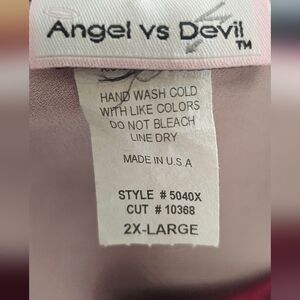 Angel vs Devil
TM
HAND WASH COLD
WITH LIKE COLORS
DO NOT BLEACH
LINE DRY
MADE IN U.S.A
STYLE # 5040X
CUT # 10368
2X-LARGE